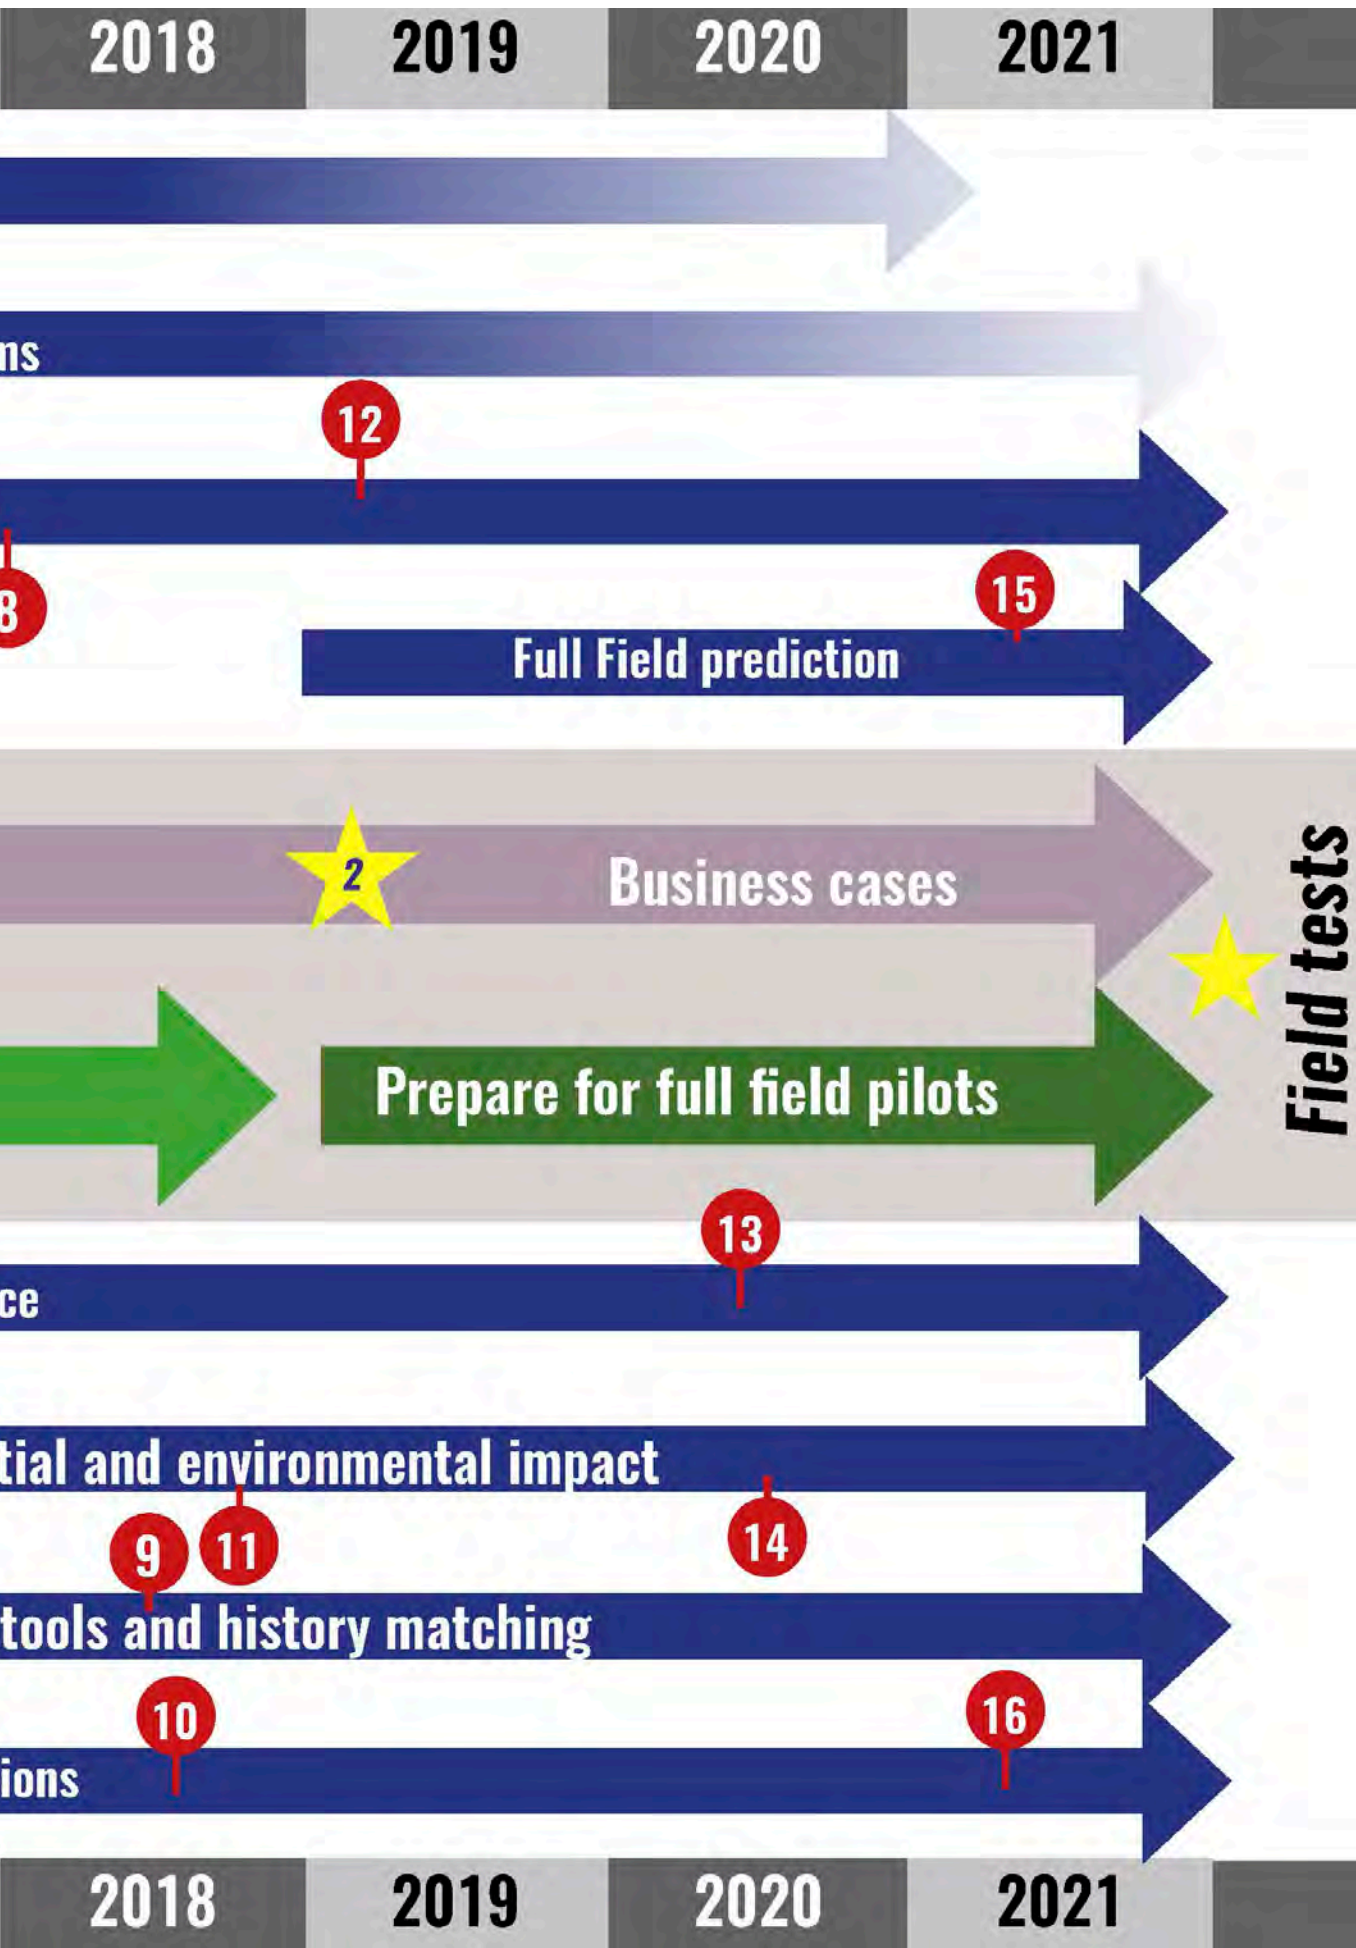 2018 2019 2020 2021
ns
12
8
15
Full Field prediction
2
Business cases
Field tests
Prepare for full field pilots
13
ce
tial and environmental impact
9 11 14
tools and history matching
10 16
ions
2018 2019 2020 2021